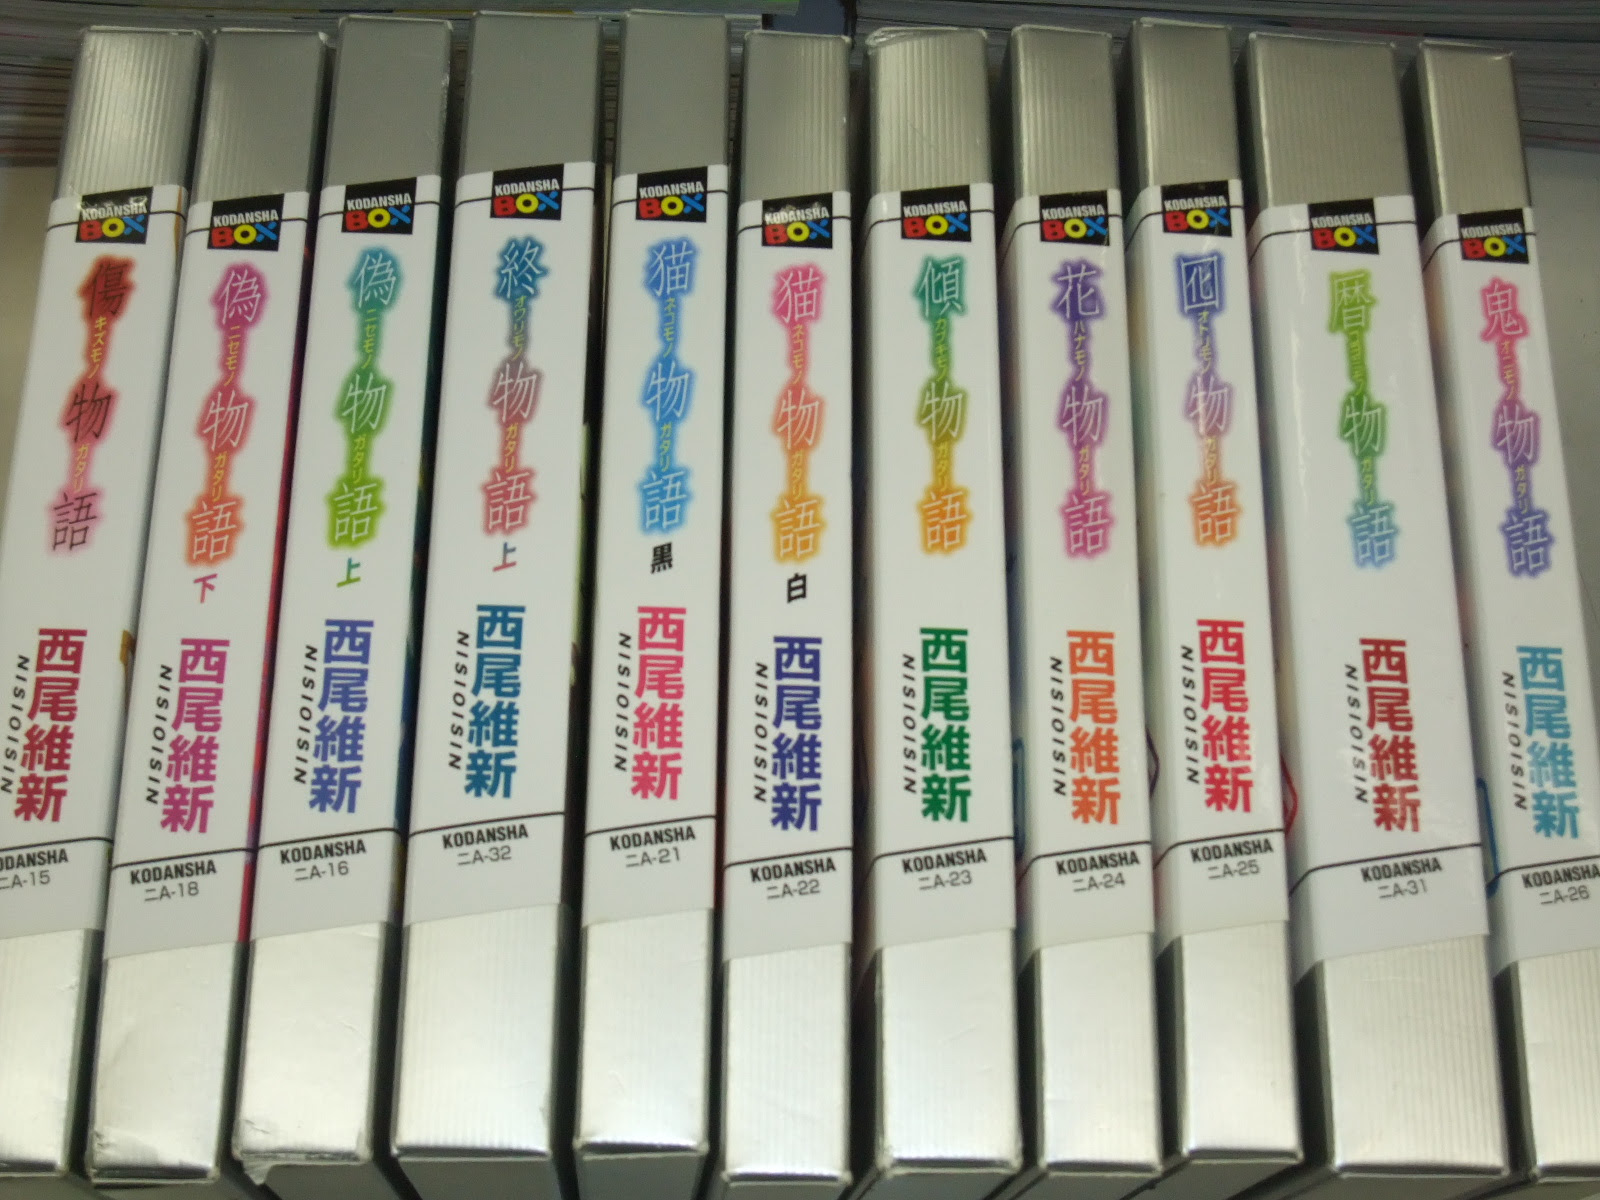 KODANSHA
BOX
傷物語
キズモノガタリ
西尾維新
NISIOISIN
KODANSHA
ニA-15
KODANSHA
BOX
偽物語
ニセモノガタリ
下
西尾維新
NISIOISIN
KODANSHA
ニA-18
KODANSHA
BOX
偽物語
ニセモノガタリ
上
西尾維新
NISIOISIN
KODANSHA
ニA-16
KODANSHA
BOX
終物語
オワリモノガタリ
上
西尾維新
NISIOISIN
KODANSHA
ニA-32
KODANSHA
BOX
猫物語
ネコモノガタリ
黒
西尾維新
NISIOISIN
KODANSHA
ニA-21
KODANSHA
BOX
猫物語
ネコモノガタリ
白
西尾維新
NISIOISIN
KODANSHA
ニA-22
KODANSHA
BOX
傾物語
カブキモノガタリ
西尾維新
NISIOISIN
KODANSHA
ニA-23
KODANSHA
BOX
花物語
ハナモノガタリ
西尾維新
NISIOISIN
KODANSHA
ニA-24
KODANSHA
BOX
囮物語
オトリモノガタリ
西尾維新
NISIOISIN
KODANSHA
ニA-25
KODANSHA
BOX
暦物語
コヨミモノガタリ
西尾維新
NISIOISIN
KODANSHA
ニA-31
KODANSHA
BOX
鬼物語
オニモノガタリ
西尾維新
NISIOISIN
KODANSHA
ニA-26